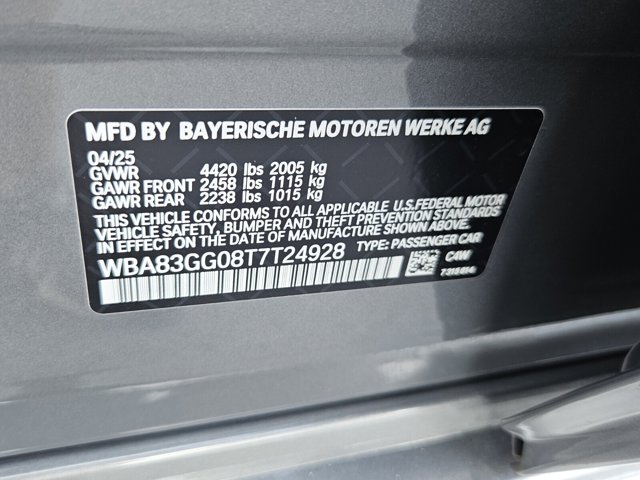 MFD BY BAYERISCHE MOTOREN WERKE AG
04/25
GVWR 4420 lbs 2005 kg
GAWR FRONT 2458 lbs 1115 kg
GAWR REAR 2238 lbs 1015 kg
THIS VEHICLE CONFORMS TO ALL APPLICABLE U.S.FEDERAL MOTOR
VEHICLE SAFETY, BUMPER AND THEFT PREVENTION STANDARDS
IN EFFECT ON THE DATE OF MANUFACTURE SHOWN ABOVE.
WBA83GG08T7T24928 TYPE: PASSENGER CAR
C4W